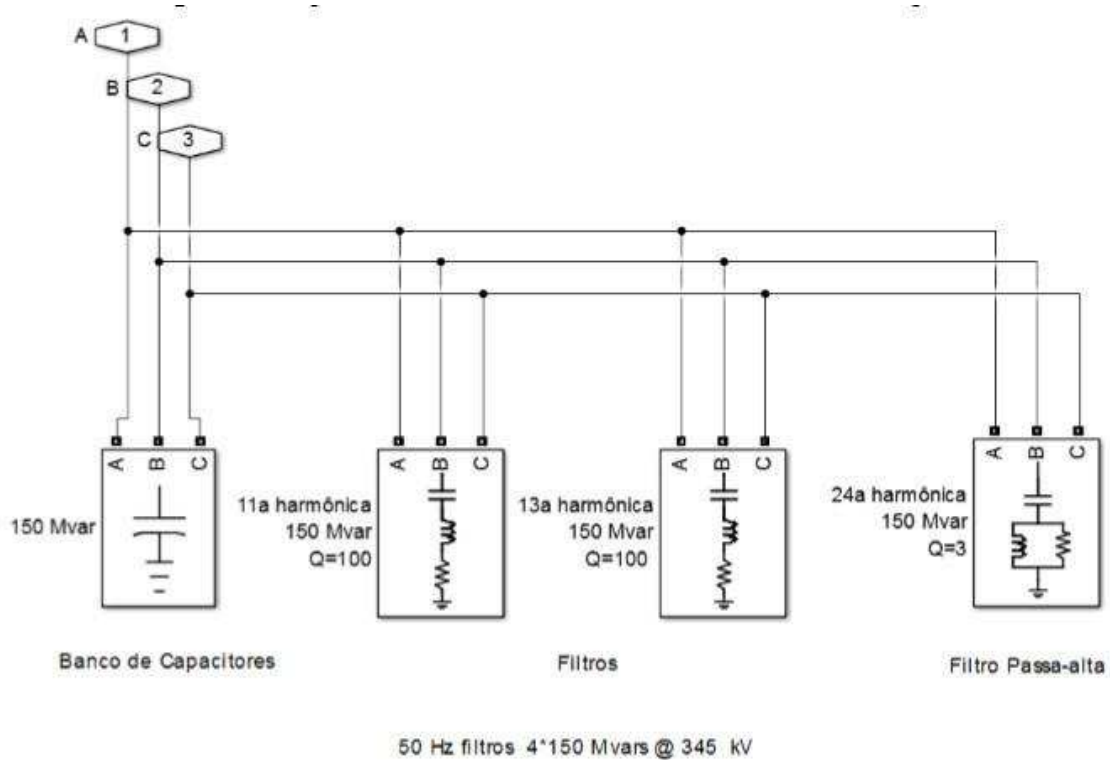 A 1
B 2
C 3
A B C
A B C
A B C
A B C
150 Mvar
11a harmônica
150 Mvar
Q=100
13a harmônica
150 Mvar
Q=100
24a harmônica
150 Mvar
Q=3
Banco de Capacitores
Filtros
Filtro Passa-alta
50 Hz filtros 4*150 Mvars @ 345 kV